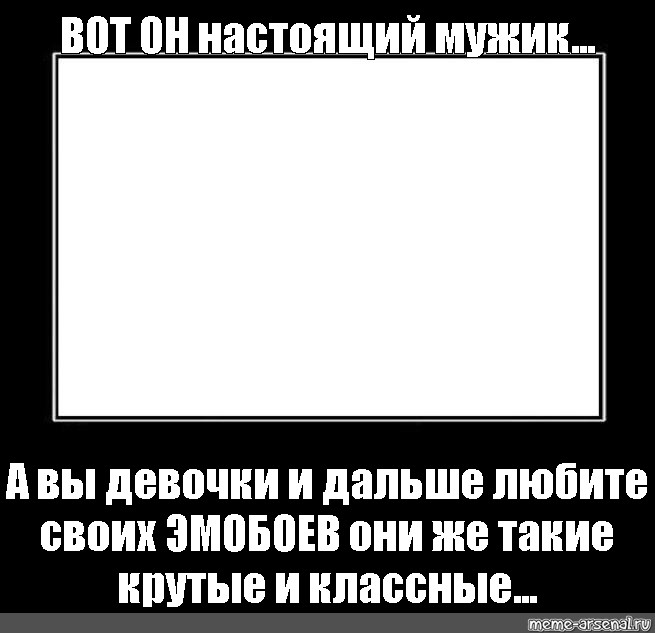 ВОТ ОН настоящий мужик...
А вы девочки и дальше любите
своих ЭМОБОЕВ они же такие
крутые и классные...
meme-arsenal.ru